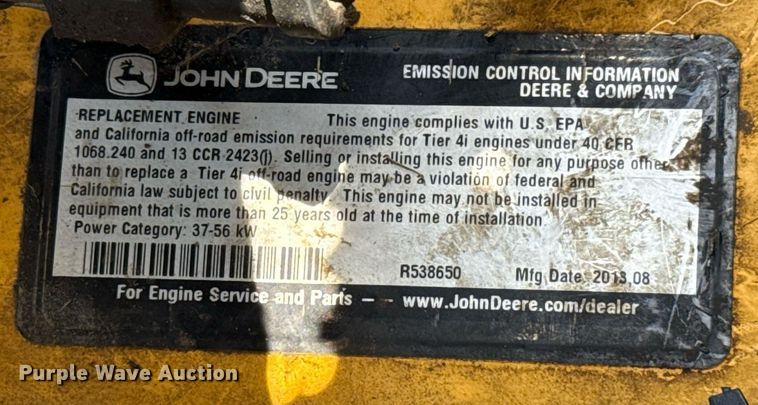 JOHN DEERE
EMISSION CONTROL INFORMATION
DEERE & COMPANY
REPLACEMENT ENGINE This engine complies with U.S. EPA
and California off-road emission requirements for Tier 4i engines under 40 CFR
1068.240 and 13 CCR 2423(j). Selling or installing this engine for any purpose other
than to replace a Tier 4i off-road engine may be a violation of federal and
California law subject to civil penalty. This engine may not be installed in
equipment that is more than 25 years old at the time of installation.
Power Category: 37-56 kW
R538650 Mfg Date: 2013.08
For Engine Service and Parts – www.JohnDeere.com/dealer
Purple Wave Auction